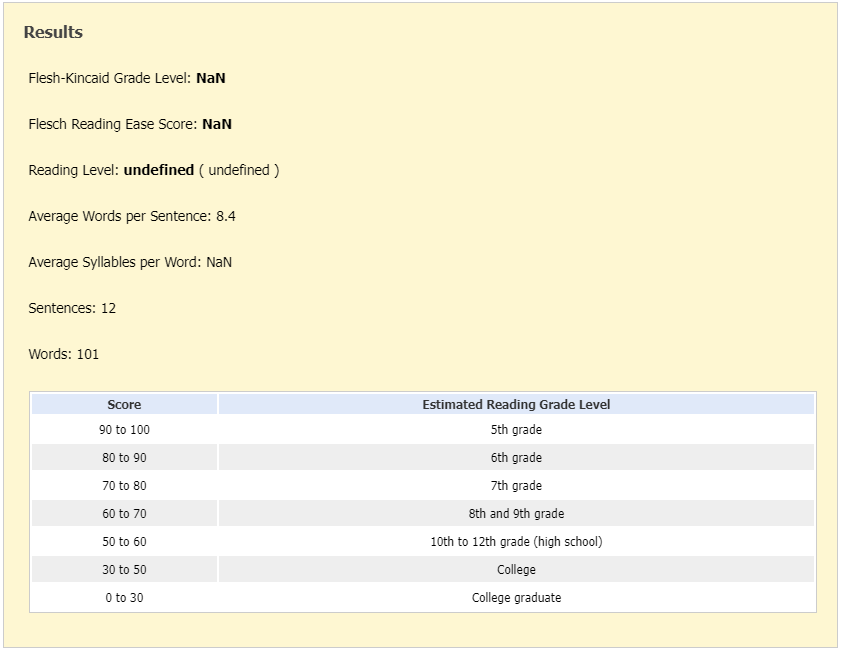 Results
Flesh-Kincaid Grade Level: NaN
Flesch Reading Ease Score: NaN
Reading Level: undefined ( undefined )
Average Words per Sentence: 8.4
Average Syllables per Word: NaN
Sentences: 12
Words: 101
Score Estimated Reading Grade Level
90 to 100 5th grade
80 to 90 6th grade
70 to 80 7th grade
60 to 70 8th and 9th grade
50 to 60 10th to 12th grade (high school)
30 to 50 College
0 to 30 College graduate